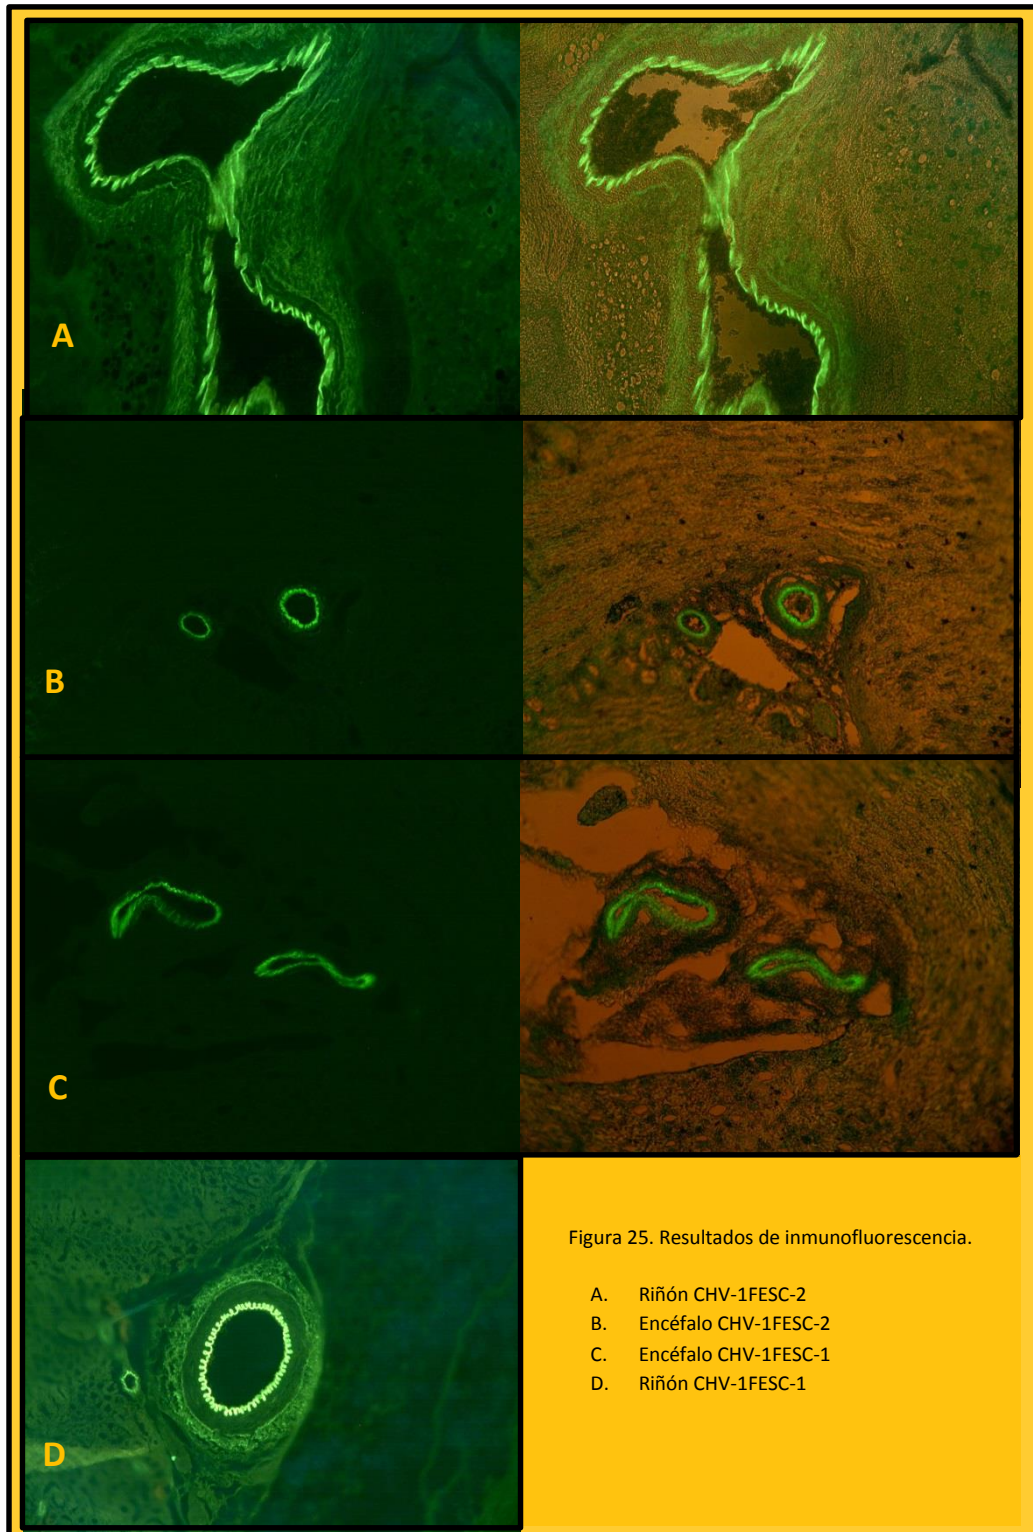 A
B
C
D
Figura 25. Resultados de inmunofluorescencia.
A. Riñón CHV-1FESC-2
B. Encéfalo CHV-1FESC-2
C. Encéfalo CHV-1FESC-1
D. Riñón CHV-1FESC-1